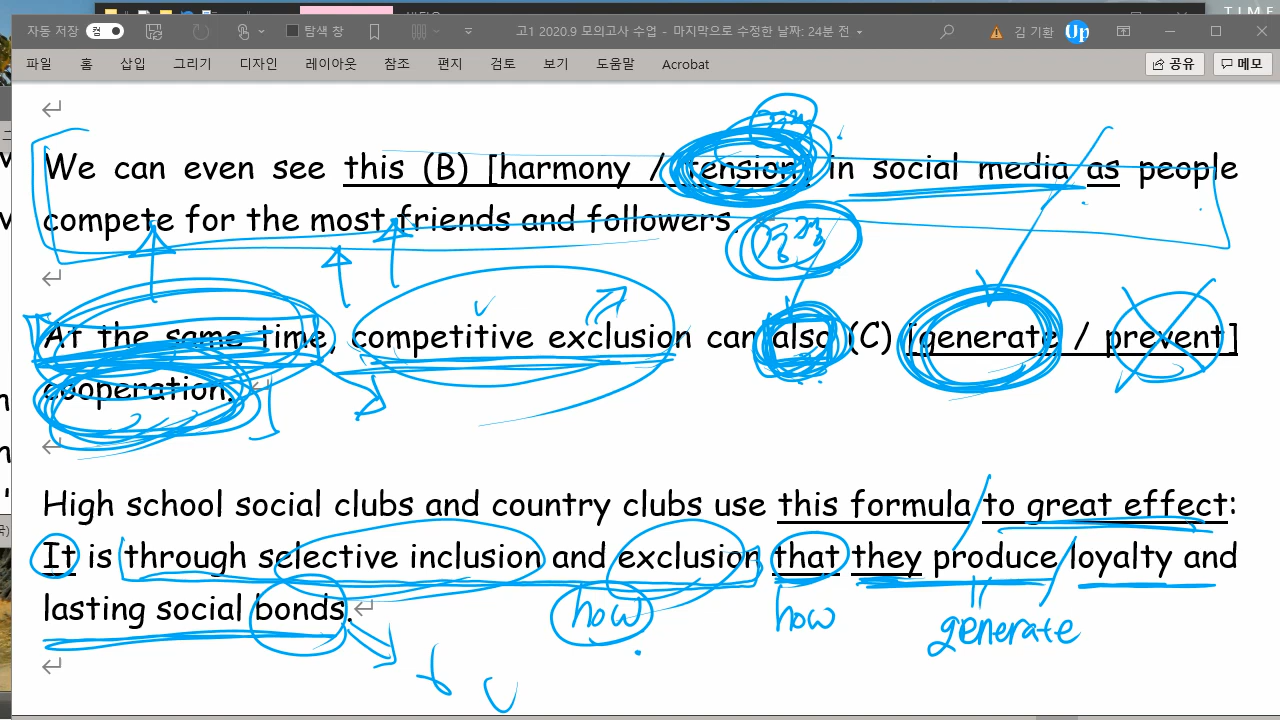 TIME
자동 저장 컴 탐색 창 고1 2020.9 모의고사 수업 - 마지막으로 수정한 날짜: 24분 전 김 기환 Up
파일 홈 삽입 그리기 디자인 레이아웃 참조 편지 검토 보기 도움말 Acrobat 공유 메모
We can even see this (B) [harmony / tension] in social media as people
compete for the most friends and followers.
At the same time, competitive exclusion can also (C) [generate / prevent]
cooperation.
High school social clubs and country clubs use this formula to great effect:
It is through selective inclusion and exclusion that they produce loyalty and
lasting social bonds.
how how generate